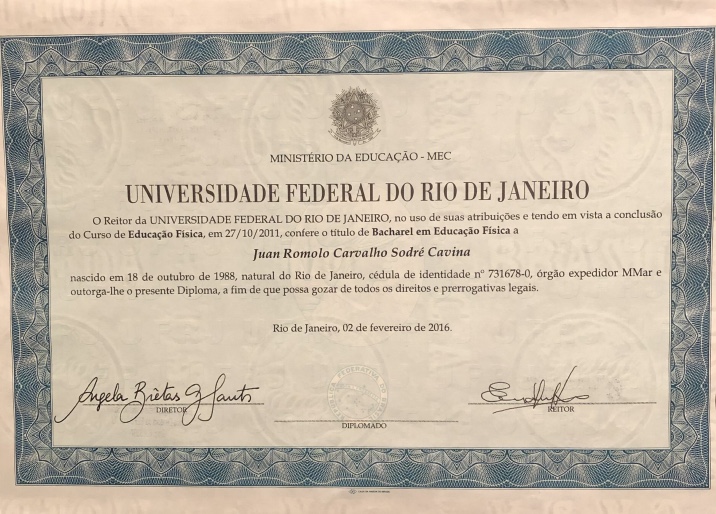 MINISTÉRIO DA EDUCAÇÃO - MEC
UNIVERSIDADE FEDERAL DO RIO DE JANEIRO
O Reitor da UNIVERSIDADE FEDERAL DO RIO DE JANEIRO, no uso de suas atribuições e tendo em vista a conclusão
do Curso de Educação Física, em 27/10/2011, confere o título de Bacharel em Educação Física a
Juan Romolo Carvalho Sodré Cavina
nascido em 18 de outubro de 1988, natural do Rio de Janeiro, cédula de identidade nº 731678-0, órgão expedidor MMar e
outorga-lhe o presente Diploma, a fim de que possa gozar de todos os direitos e prerrogativas legais.
Rio de Janeiro, 02 de fevereiro de 2016.
Angela Brêtas G Santos
DIRETOR
REITOR
DIPLOMADO